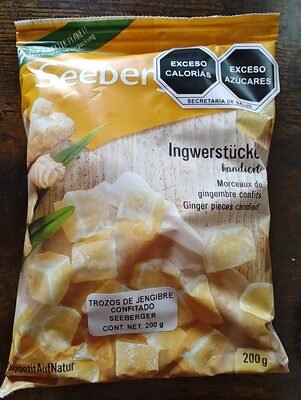 Seeberger
EXCESO
CALORÍAS
EXCESO
AZÚCARES
SECRETARÍA DE SALUD
Ingwerstücke
kandiert
Morceaux de
gingembre confits
Ginger pieces candied
TROZOS DE JENGIBRE
CONFITADO
SEEBERGER
CONT. NET. 200 g
200 g
AppetitAufNatur